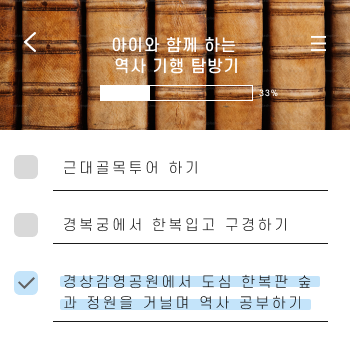 아이와 함께 하는
역사 기행 탐방기
33%
근대골목투어 하기
경복궁에서 한복입고 구경하기
경상감영공원에서 도심 한복판 숲
과 정원을 거닐며 역사 공부하기